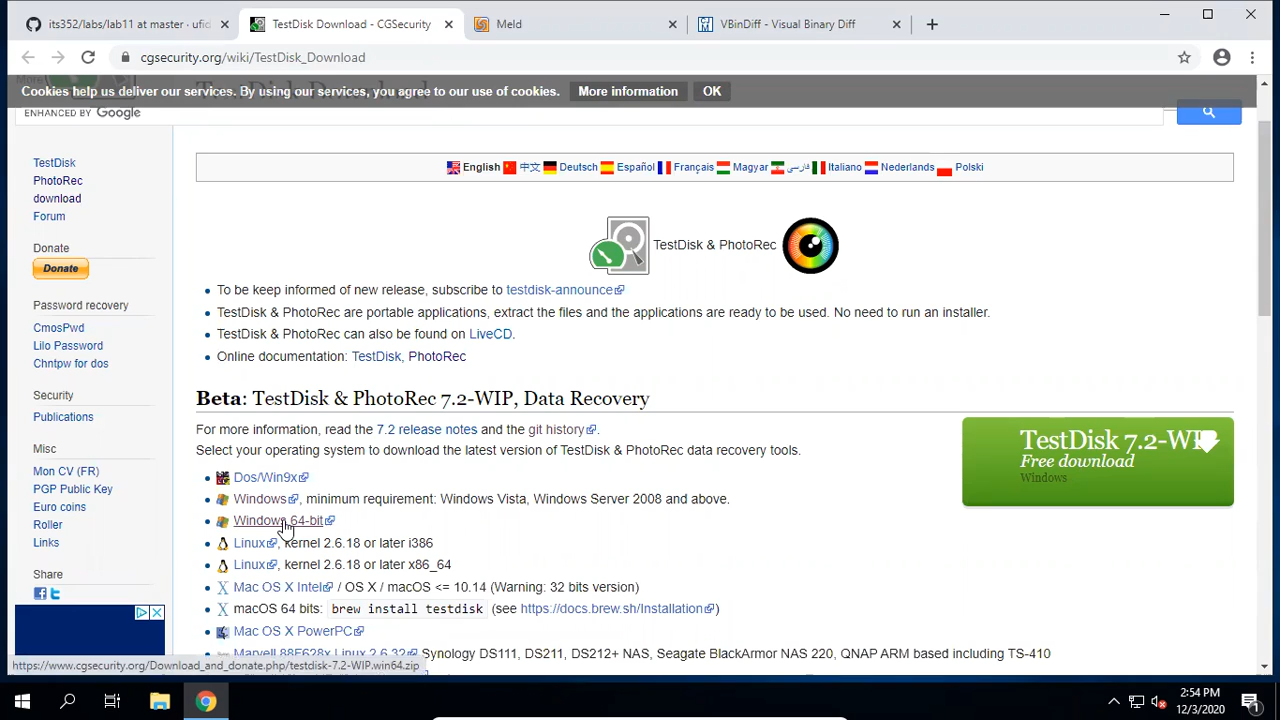 its352/labs/lab11 at master · ufid
TestDisk Download - CGSecurity
Meld
VBinDiff - Visual Binary Diff
cgsecurity.org/wiki/TestDisk_Download
Cookies help us deliver our services. By using our services, you agree to our use of cookies.
More information
OK
ENHANCED BY Google
English
中文
Deutsch
Español
Français
Magyar
فارسی
Italiano
Nederlands
Polski
TestDisk
PhotoRec
download
Forum
Donate
Donate
Password recovery
CmosPwd
Lilo Password
Chntpw for dos
Security
Publications
Misc
Mon CV (FR)
PGP Public Key
Euro coins
Roller
Links
Share
TestDisk & PhotoRec
To be keep informed of new release, subscribe to testdisk-announce
TestDisk & PhotoRec are portable applications, extract the files and the applications are ready to be used. No need to run an installer.
TestDisk & PhotoRec can also be found on LiveCD.
Online documentation: TestDisk, PhotoRec
Beta: TestDisk & PhotoRec 7.2-WIP, Data Recovery
For more information, read the 7.2 release notes and the git history.
Select your operating system to download the latest version of TestDisk & PhotoRec data recovery tools.
Dos/Win9x
Windows, minimum requirement: Windows Vista, Windows Server 2008 and above.
Windows 64-bit
Linux, kernel 2.6.18 or later i386
Linux, kernel 2.6.18 or later x86_64
Mac OS X Intel / OS X / macOS <= 10.14 (Warning: 32 bits version)
macOS 64 bits: brew install testdisk (see https://docs.brew.sh/Installation)
Mac OS X PowerPC
Marvell 88F628x Linux 2.6.32 Synology DS111, DS211, DS212+ NAS, Seagate BlackArmor NAS 220, QNAP ARM based including TS-410
TestDisk 7.2-WIP
Free download
Windows
https://www.cgsecurity.org/Download_and_donate.php/testdisk-7.2-WIP.win64.zip
2:54 PM
12/3/2020
1